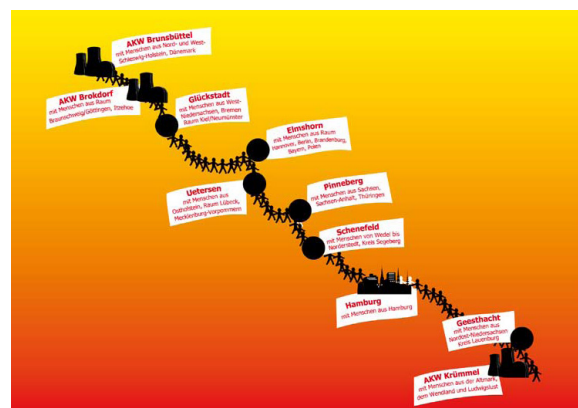 AKW Brunsbüttel
mit Menschen aus Nord- und West-
Schleswig-Holstein, Dänemark
AKW Brokdorf
mit Menschen aus Raum
Braunschweig/Göttingen, Itzehoe
Glückstadt
mit Menschen aus West-
Niedersachsen, Bremen
Raum Kiel/Neumünster
Elmshorn
mit Menschen aus Raum
Hannover, Berlin, Brandenburg,
Bayern, Polen
Uetersen
mit Menschen aus
Ostholstein, Raum Lübeck,
Mecklenburg-Vorpommern
Pinneberg
mit Menschen aus Sachsen,
Sachsen-Anhalt, Thüringen
Schenefeld
mit Menschen von Wedel bis
Norderstedt, Kreis Segeberg
Hamburg
mit Menschen aus Hamburg
Geesthacht
mit Menschen aus
Nordost-Niedersachsen
Kreis Lauenburg
AKW Krümmel
mit Menschen aus der Altmark,
dem Wendland und Ludwigslust